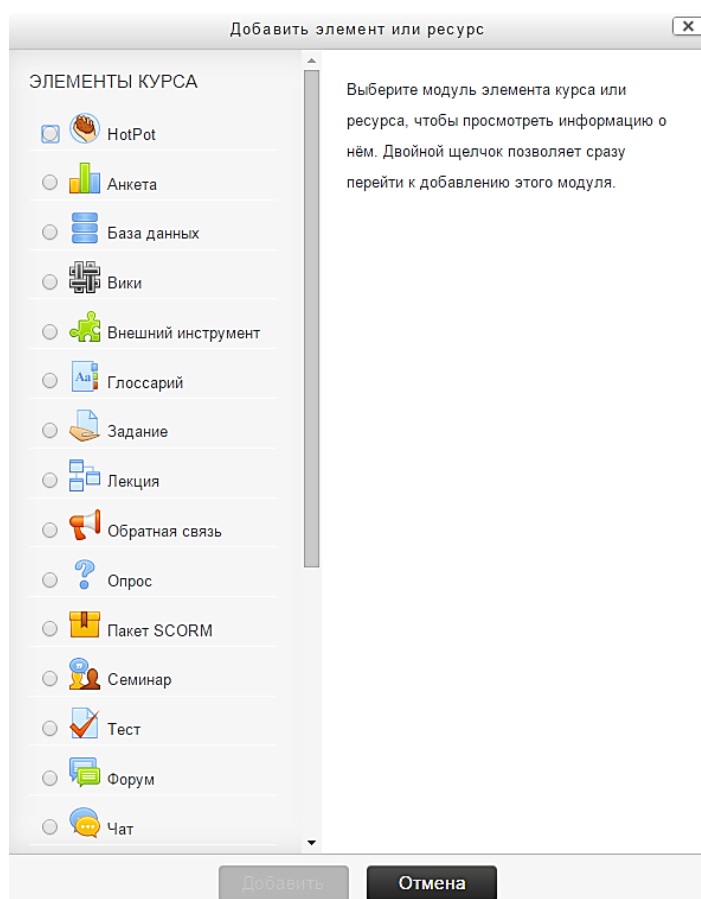 Добавить элемент или ресурс
ЭЛЕМЕНТЫ КУРСА
HotPot
Анкета
База данных
Вики
Внешний инструмент
Глоссарий
Задание
Лекция
Обратная связь
Опрос
Пакет SCORM
Семинар
Тест
Форум
Чат
Выберите модуль элемента курса или
ресурса, чтобы просмотреть информацию о
нём. Двойной щелчок позволяет сразу
перейти к добавлению этого модуля.
Добавить
Отмена